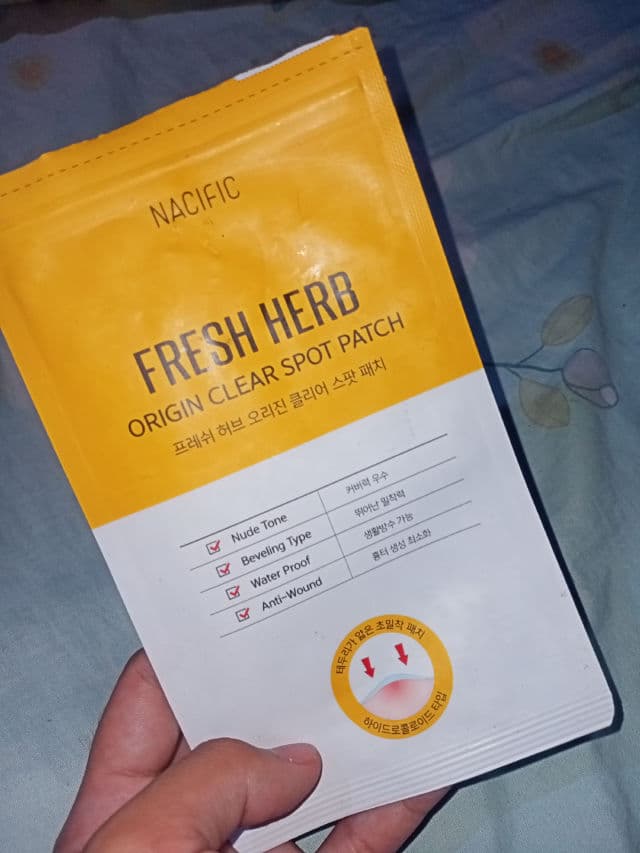 NACIFIC
FRESH HERB
ORIGIN CLEAR SPOT PATCH
프레쉬 허브 오리진 클리어 스팟 패치
Nude Tone 커버력 우수
Beveling Type 뛰어난 밀착력
Water Proof 생활방수 가능
Anti-Wound 흉터 생성 최소화
테두리가 얇은 초밀착 패치
하이드로콜로이드 타입